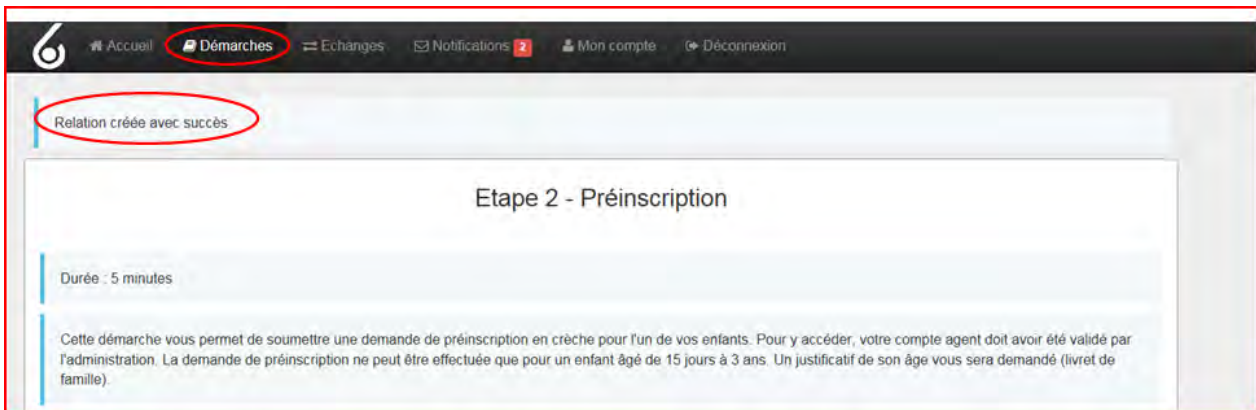 Accueil Démarches Echanges Notifications 2 Mon compte Déconnexion
Relation créée avec succès
Etape 2 - Préinscription
Durée : 5 minutes
Cette démarche vous permet de soumettre une demande de préinscription en crèche pour l'un de vos enfants. Pour y accéder, votre compte agent doit avoir été validé par
l'administration. La demande de préinscription ne peut être effectuée que pour un enfant âgé de 15 jours à 3 ans. Un justificatif de son âge vous sera demandé (livret de
famille).